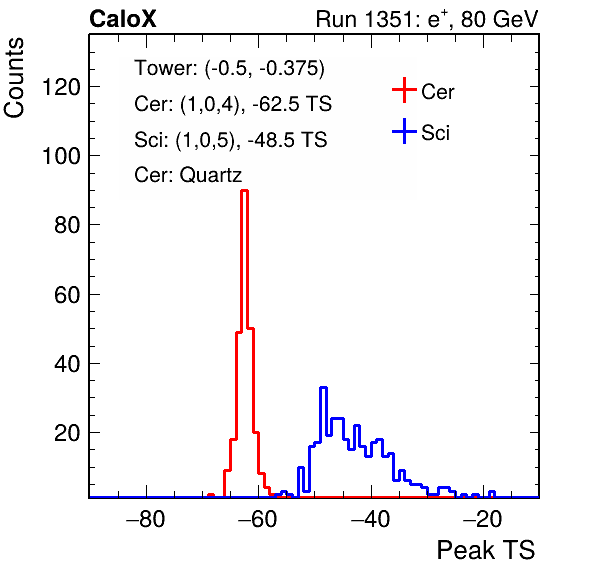 CaloX Run 1351: e⁺, 80 GeV
Counts
Tower: (-0.5, -0.375)
Cer: (1,0,4), -62.5 TS
Sci: (1,0,5), -48.5 TS
Cer: Quartz
Cer
Sci
120
100
80
60
40
20
−80 −60 −40 −20
Peak TS